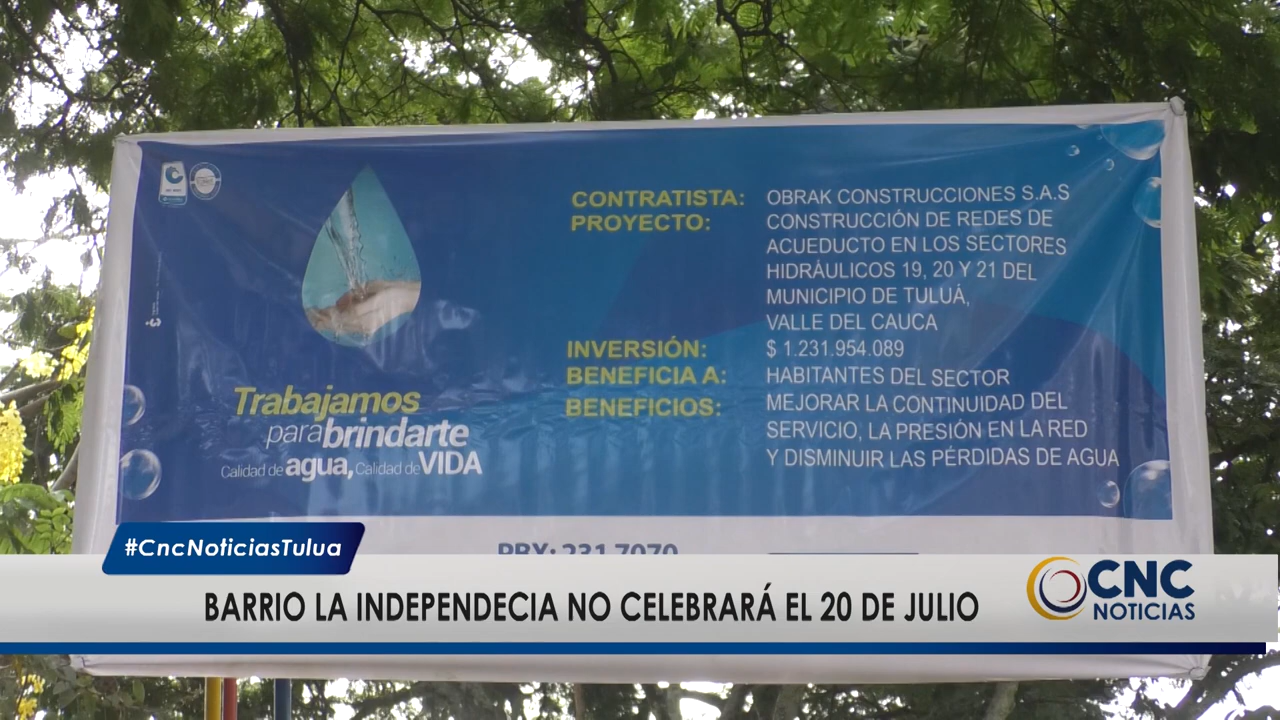 CONTRATISTA: OBRAK CONSTRUCCIONES S.A.S
PROYECTO: CONSTRUCCIÓN DE REDES DE
ACUEDUCTO EN LOS SECTORES
HIDRÁULICOS 19, 20 Y 21 DEL
MUNICIPIO DE TULUÁ,
VALLE DEL CAUCA
INVERSIÓN: $ 1.231.954.089
BENEFICIA A: HABITANTES DEL SECTOR
BENEFICIOS: MEJORAR LA CONTINUIDAD DEL
SERVICIO, LA PRESIÓN EN LA RED
Y DISMINUIR LAS PÉRDIDAS DE AGUA
Trabajamos
para brindarte
Calidad de agua, Calidad de VIDA
PBX: 231 7070
#CncNoticiasTulua
BARRIO LA INDEPENDECIA NO CELEBRARÁ EL 20 DE JULIO
CNC
NOTICIAS